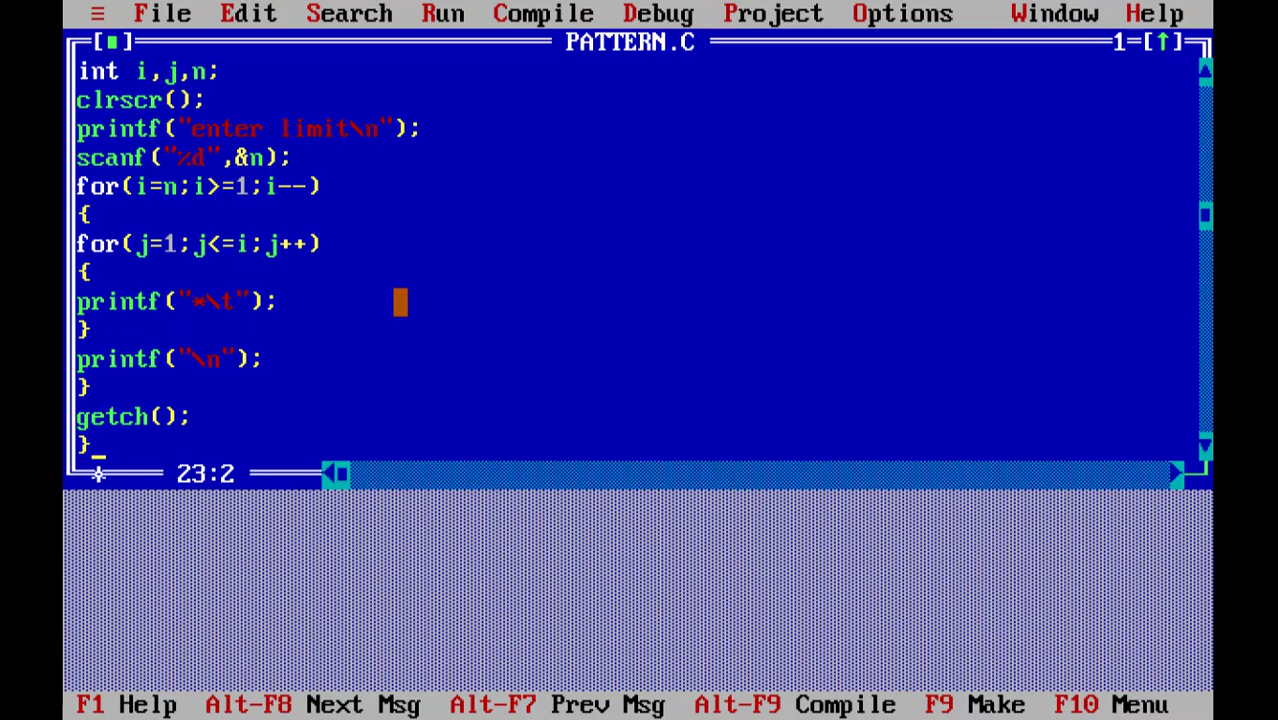 ≡ File Edit Search Run Compile Debug Project Options Window Help
[■] PATTERN.C 1=[↑]
int i,j,n;
clrscr();
printf("enter limit\n");
scanf("%d",&n);
for(i=n;i>=1;i--)
{
for(j=1;j<=i;j++)
{
printf("*\t");
}
printf("\n");
}
getch();
}
23:2
F1 Help Alt-F8 Next Msg Alt-F7 Prev Msg Alt-F9 Compile F9 Make F10 Menu